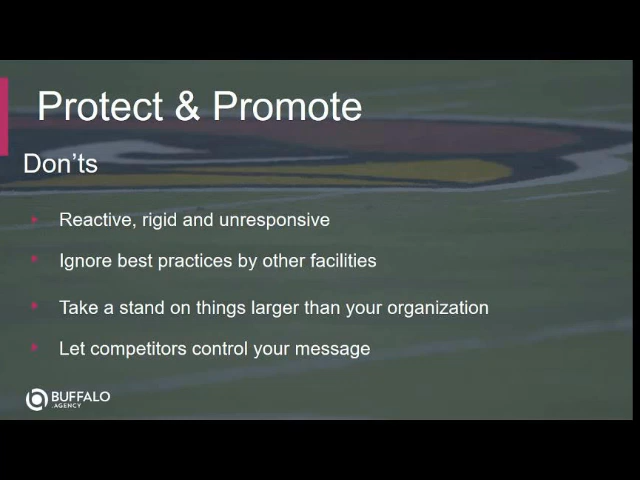 Protect & Promote
Don'ts
Reactive, rigid and unresponsive
Ignore best practices by other facilities
Take a stand on things larger than your organization
Let competitors control your message
BUFFALO
.AGENCY